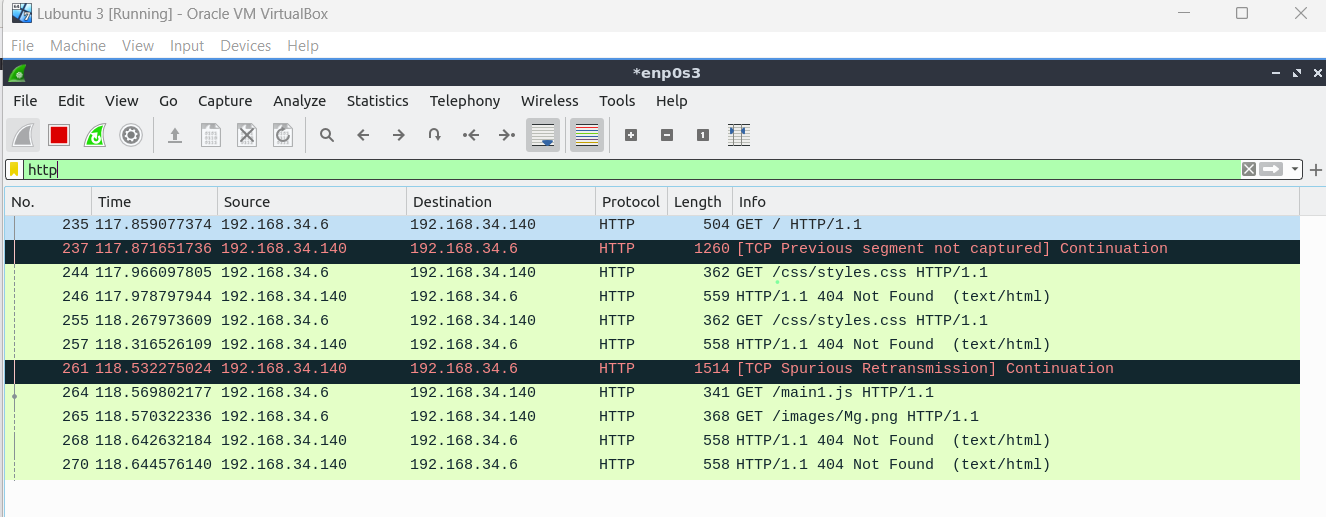 Lubuntu 3 [Running] - Oracle VM VirtualBox
File Machine View Input Devices Help
*enp0s3
File Edit View Go Capture Analyze Statistics Telephony Wireless Tools Help
http
No. Time Source Destination Protocol Length Info
235 117.859077374 192.168.34.6 192.168.34.140 HTTP 504 GET / HTTP/1.1
237 117.871651736 192.168.34.140 192.168.34.6 HTTP 1260 [TCP Previous segment not captured] Continuation
244 117.966097805 192.168.34.6 192.168.34.140 HTTP 362 GET /css/styles.css HTTP/1.1
246 117.978797944 192.168.34.140 192.168.34.6 HTTP 559 HTTP/1.1 404 Not Found (text/html)
255 118.267973609 192.168.34.6 192.168.34.140 HTTP 362 GET /css/styles.css HTTP/1.1
257 118.316526109 192.168.34.140 192.168.34.6 HTTP 558 HTTP/1.1 404 Not Found (text/html)
261 118.532275024 192.168.34.140 192.168.34.6 HTTP 1514 [TCP Spurious Retransmission] Continuation
264 118.569802177 192.168.34.6 192.168.34.140 HTTP 341 GET /main1.js HTTP/1.1
265 118.570322336 192.168.34.6 192.168.34.140 HTTP 368 GET /images/Mg.png HTTP/1.1
268 118.642632184 192.168.34.140 192.168.34.6 HTTP 558 HTTP/1.1 404 Not Found (text/html)
270 118.644576140 192.168.34.140 192.168.34.6 HTTP 558 HTTP/1.1 404 Not Found (text/html)